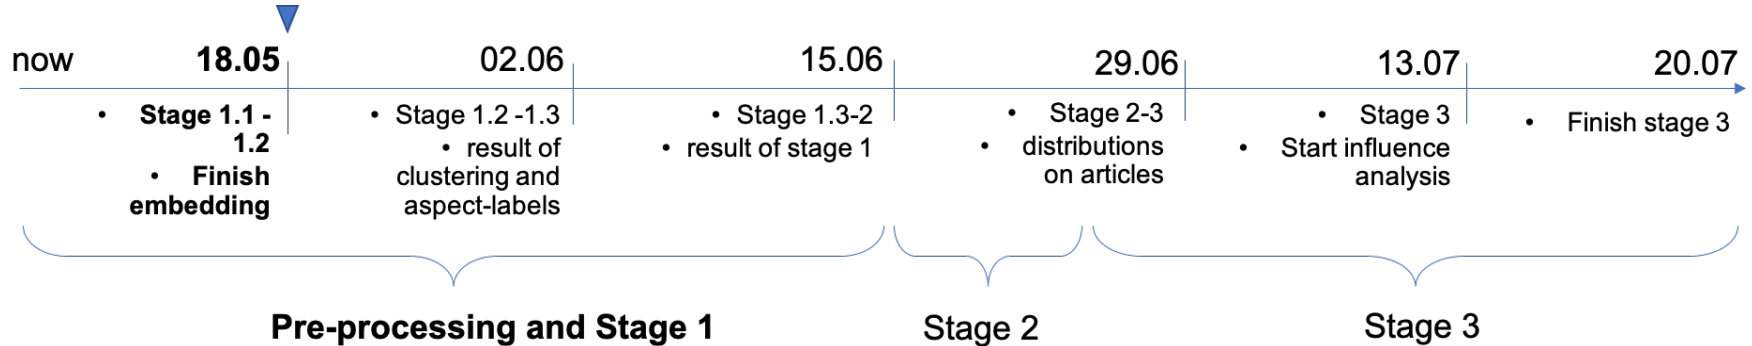 now
18.05
02.06
15.06
29.06
13.07
20.07
• Stage 1.1 -
1.2
• Finish
embedding
• Stage 1.2 -1.3
• result of
clustering and
aspect-labels
• Stage 1.3-2
• result of stage 1
• Stage 2-3
• distributions
on articles
• Stage 3
• Start influence
analysis
• Finish stage 3
Pre-processing and Stage 1
Stage 2
Stage 3